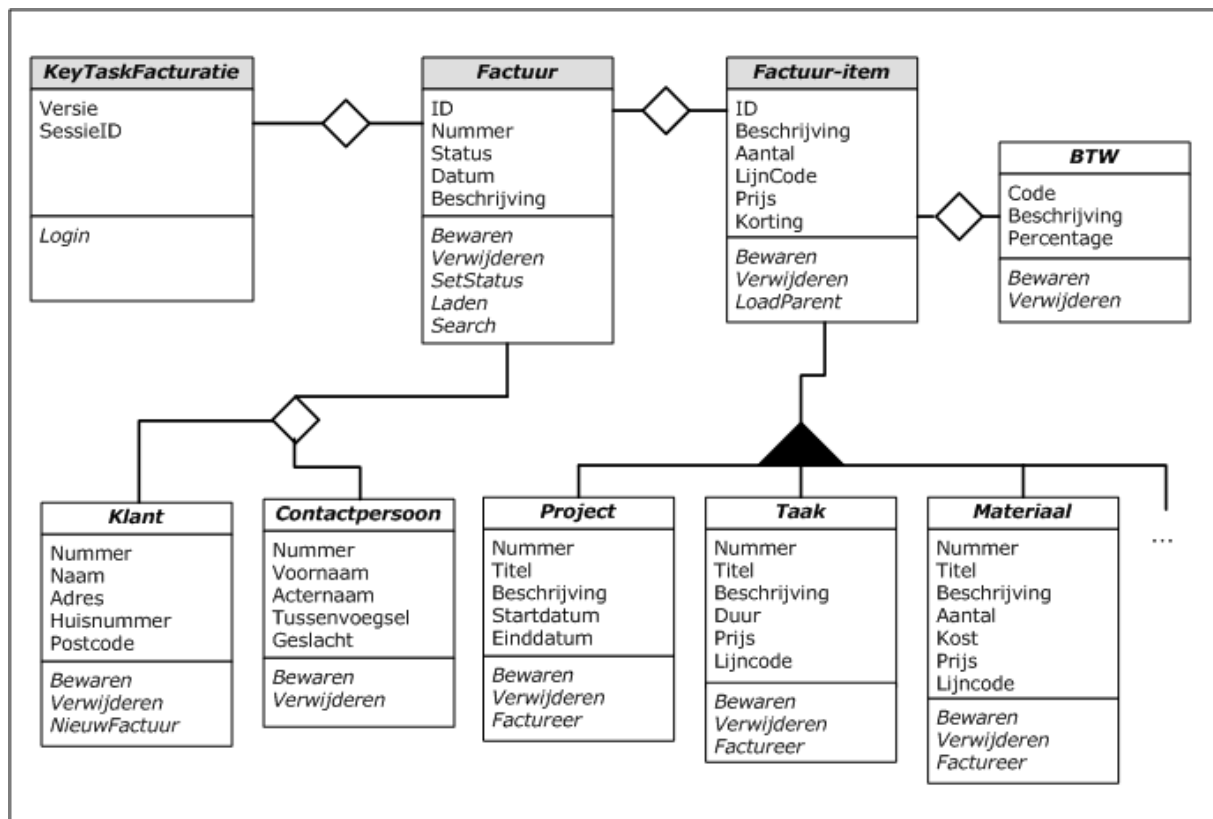 KeyTaskFacturatie
Versie
SessieID
Login
Factuur
ID
Nummer
Status
Datum
Beschrijving
Bewaren
Verwijderen
SetStatus
Laden
Search
Factuur-item
ID
Beschrijving
Aantal
LijnCode
Prijs
Korting
Bewaren
Verwijderen
LoadParent
BTW
Code
Beschrijving
Percentage
Bewaren
Verwijderen
Klant
Nummer
Naam
Adres
Huisnummer
Postcode
Bewaren
Verwijderen
NieuwFactuur
Contactpersoon
Nummer
Voornaam
Acternaam
Tussenvoegsel
Geslacht
Bewaren
Verwijderen
Project
Nummer
Titel
Beschrijving
Startdatum
Einddatum
Bewaren
Verwijderen
Factureer
Taak
Nummer
Titel
Beschrijving
Duur
Prijs
Lijncode
Bewaren
Verwijderen
Factureer
Materiaal
Nummer
Titel
Beschrijving
Aantal
Kost
Prijs
Lijncode
Bewaren
Verwijderen
Factureer
...